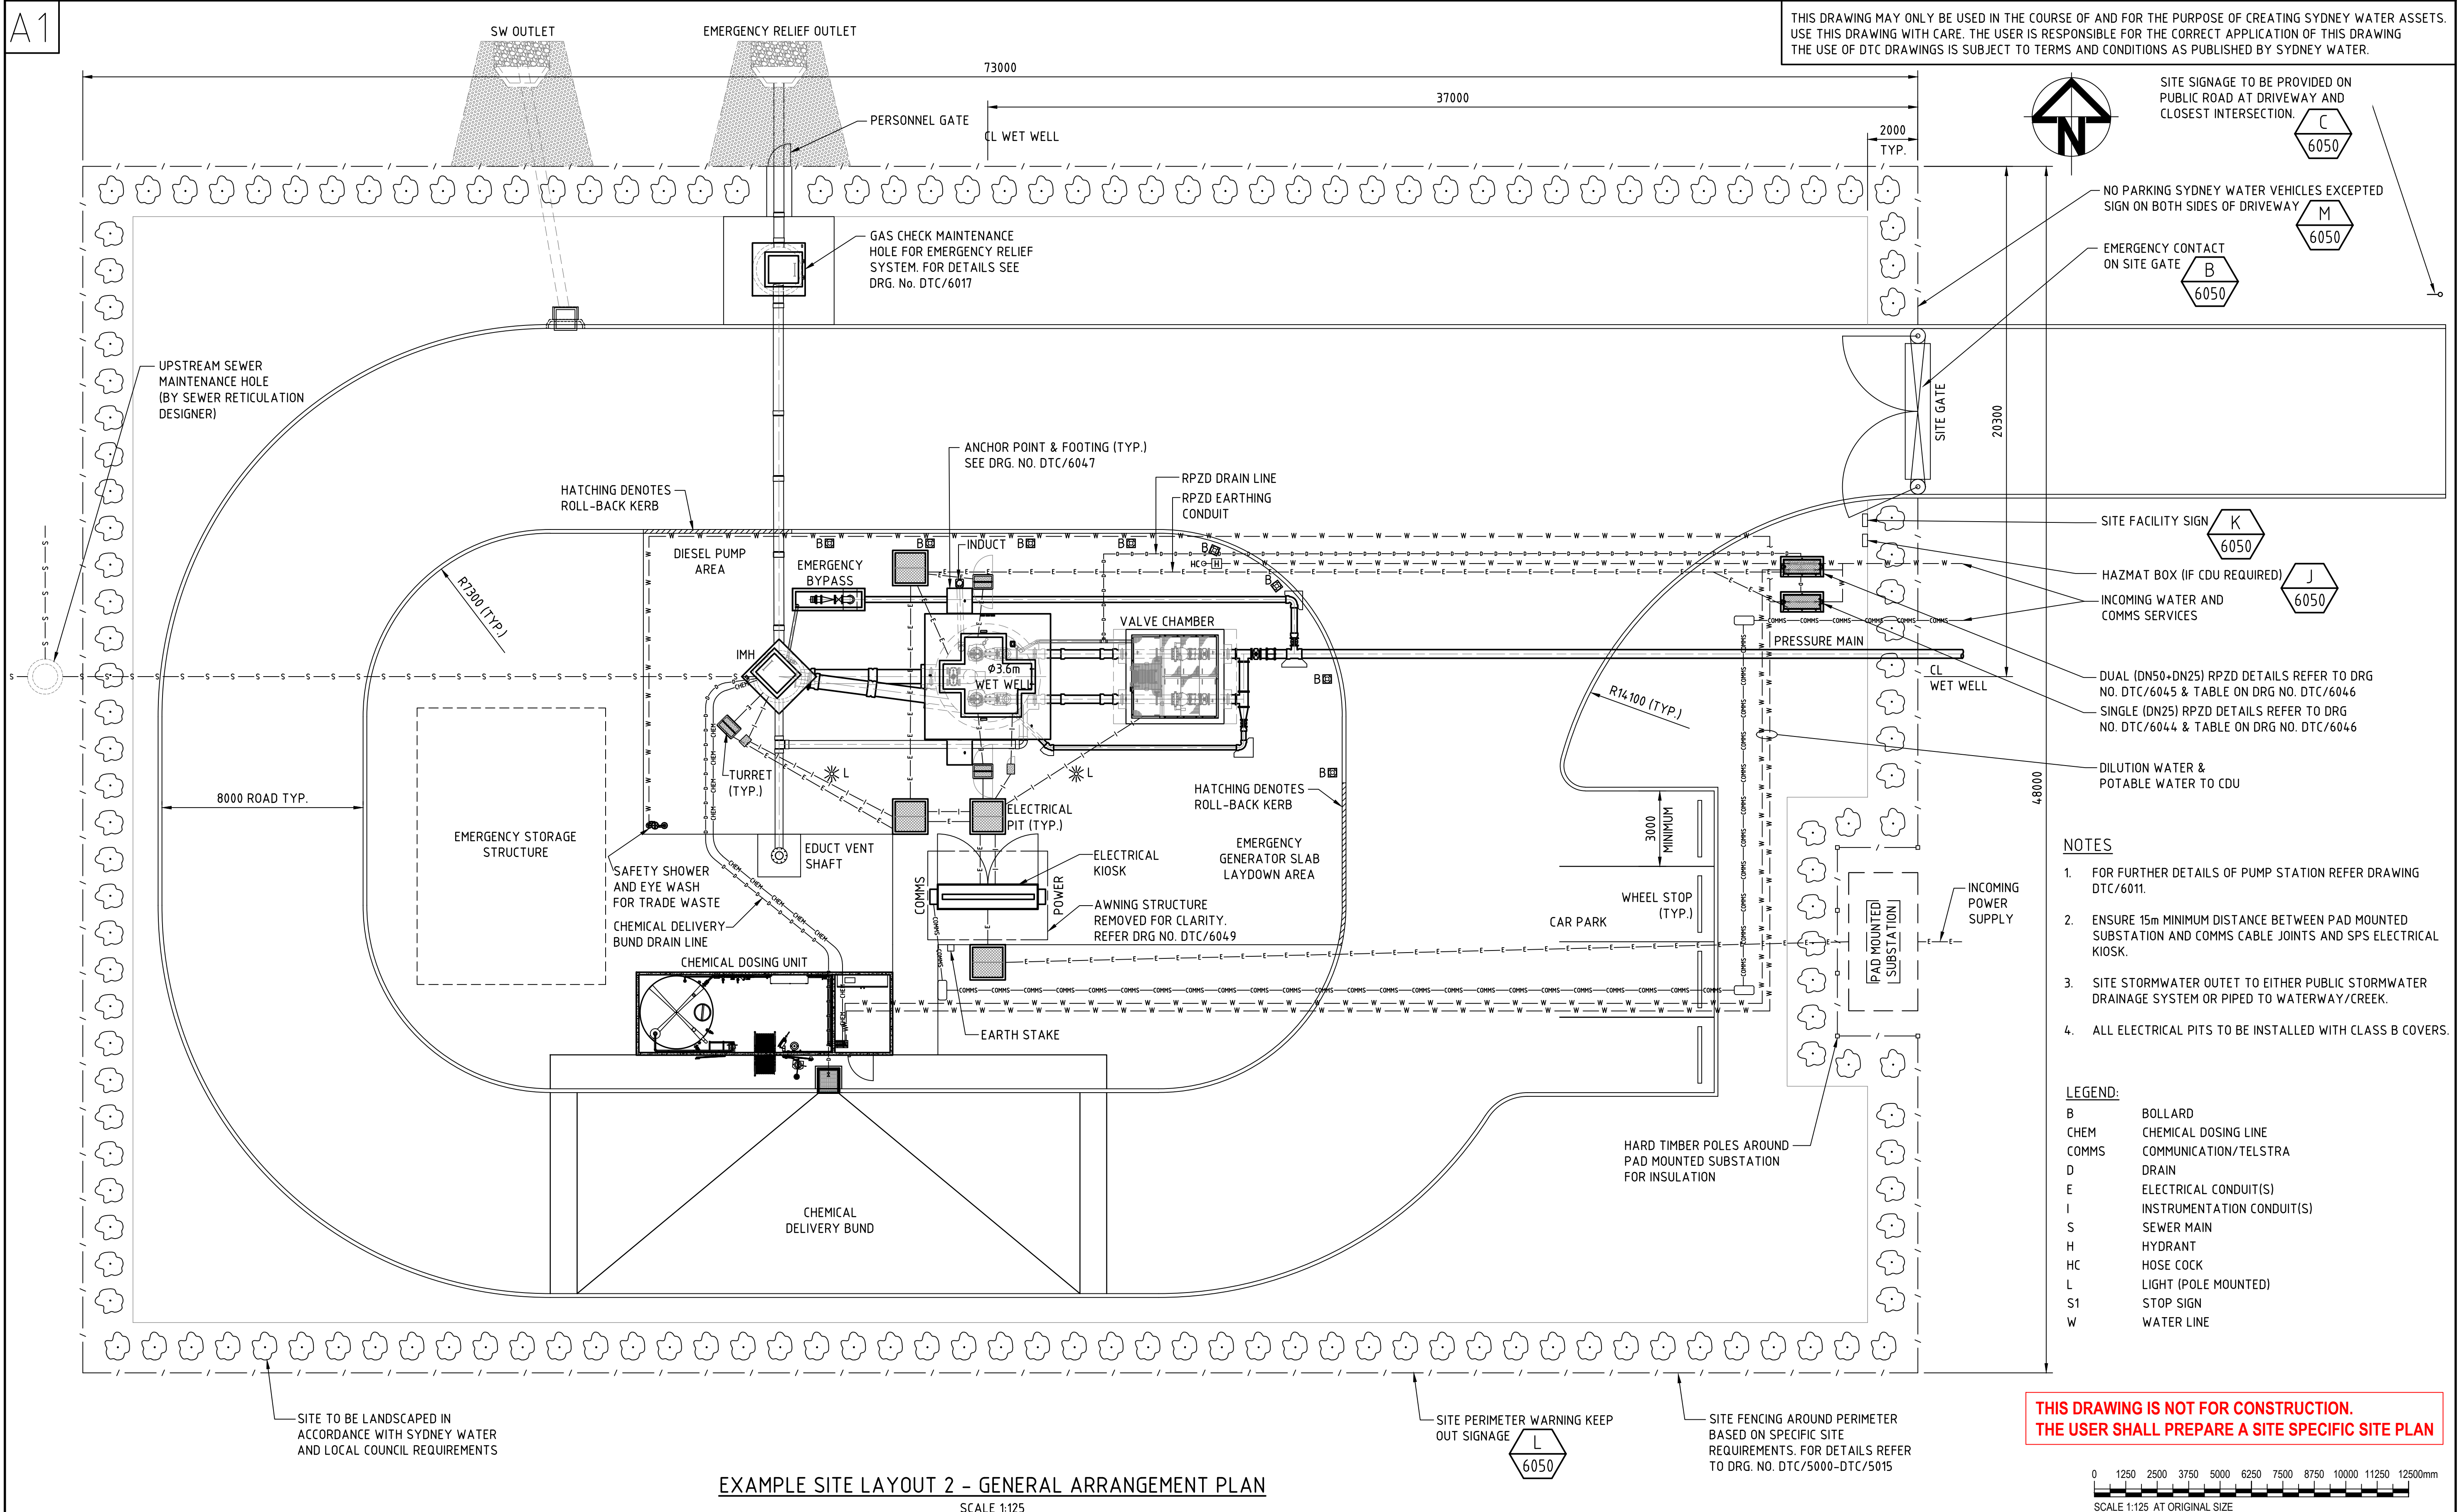 A1
THIS DRAWING MAY ONLY BE USED IN THE COURSE OF AND FOR THE PURPOSE OF CREATING SYDNEY WATER ASSETS.
USE THIS DRAWING WITH CARE. THE USER IS RESPONSIBLE FOR THE CORRECT APPLICATION OF THIS DRAWING
THE USE OF DTC DRAWINGS IS SUBJECT TO TERMS AND CONDITIONS AS PUBLISHED BY SYDNEY WATER.
SW OUTLET
EMERGENCY RELIEF OUTLET
73000
37000
2000
TYP.
PERSONNEL GATE
CL WET WELL
N
SITE SIGNAGE TO BE PROVIDED ON
PUBLIC ROAD AT DRIVEWAY AND
CLOSEST INTERSECTION.
C
6050
NO PARKING SYDNEY WATER VEHICLES EXCEPTED
SIGN ON BOTH SIDES OF DRIVEWAY
M
6050
EMERGENCY CONTACT
ON SITE GATE
B
6050
GAS CHECK MAINTENANCE
HOLE FOR EMERGENCY RELIEF
SYSTEM. FOR DETAILS SEE
DRG. No. DTC/6017
UPSTREAM SEWER
MAINTENANCE HOLE
(BY SEWER RETICULATION
DESIGNER)
SITE GATE
20300
48000
ANCHOR POINT & FOOTING (TYP.)
SEE DRG. NO. DTC/6047
RPZD DRAIN LINE
RPZD EARTHING
CONDUIT
HATCHING DENOTES
ROLL-BACK KERB
DIESEL PUMP
AREA
EMERGENCY
BYPASS
INDUCT
HC
H
R7300 (TYP.)
SITE FACILITY SIGN
K
6050
HAZMAT BOX (IF CDU REQUIRED)
J
6050
INCOMING WATER AND
COMMS SERVICES
VALVE CHAMBER
PRESSURE MAIN
IMH
Ø3.6m
WET WELL
CL
WET WELL
DUAL (DN50+DN25) RPZD DETAILS REFER TO DRG
NO. DTC/6045 & TABLE ON DRG NO. DTC/6046
SINGLE (DN25) RPZD DETAILS REFER TO DRG
NO. DTC/6044 & TABLE ON DRG NO. DTC/6046
R14100 (TYP.)
DILUTION WATER &
POTABLE WATER TO CDU
8000 ROAD TYP.
TURRET
(TYP.)
L
L
B
HATCHING DENOTES
ROLL-BACK KERB
ELECTRICAL
PIT (TYP.)
3000
MINIMUM
EMERGENCY STORAGE
STRUCTURE
EDUCT VENT
SHAFT
SAFETY SHOWER
AND EYE WASH
FOR TRADE WASTE
EMERGENCY
GENERATOR SLAB
LAYDOWN AREA
ELECTRICAL
KIOSK
COMMS
POWER
AWNING STRUCTURE
REMOVED FOR CLARITY.
REFER DRG NO. DTC/6049
WHEEL STOP
(TYP.)
CAR PARK
PAD MOUNTED
SUBSTATION
INCOMING
POWER
SUPPLY
CHEMICAL DELIVERY
BUND DRAIN LINE
CHEMICAL DOSING UNIT
EARTH STAKE
CHEMICAL
DELIVERY BUND
HARD TIMBER POLES AROUND
PAD MOUNTED SUBSTATION
FOR INSULATION
NOTES
1. FOR FURTHER DETAILS OF PUMP STATION REFER DRAWING
DTC/6011.
2. ENSURE 15m MINIMUM DISTANCE BETWEEN PAD MOUNTED
SUBSTATION AND COMMS CABLE JOINTS AND SPS ELECTRICAL
KIOSK.
3. SITE STORMWATER OUTET TO EITHER PUBLIC STORMWATER
DRAINAGE SYSTEM OR PIPED TO WATERWAY/CREEK.
4. ALL ELECTRICAL PITS TO BE INSTALLED WITH CLASS B COVERS.
LEGEND:
B BOLLARD
CHEM CHEMICAL DOSING LINE
COMMS COMMUNICATION/TELSTRA
D DRAIN
E ELECTRICAL CONDUIT(S)
I INSTRUMENTATION CONDUIT(S)
S SEWER MAIN
H HYDRANT
HC HOSE COCK
L LIGHT (POLE MOUNTED)
S1 STOP SIGN
W WATER LINE
SITE TO BE LANDSCAPED IN
ACCORDANCE WITH SYDNEY WATER
AND LOCAL COUNCIL REQUIREMENTS
SITE PERIMETER WARNING KEEP
OUT SIGNAGE
L
6050
SITE FENCING AROUND PERIMETER
BASED ON SPECIFIC SITE
REQUIREMENTS. FOR DETAILS REFER
TO DRG. NO. DTC/5000-DTC/5015
THIS DRAWING IS NOT FOR CONSTRUCTION.
THE USER SHALL PREPARE A SITE SPECIFIC SITE PLAN
EXAMPLE SITE LAYOUT 2 - GENERAL ARRANGEMENT PLAN
SCALE 1:125
0 1250 2500 3750 5000 6250 7500 8750 10000 11250 12500mm
SCALE 1:125 AT ORIGINAL SIZE